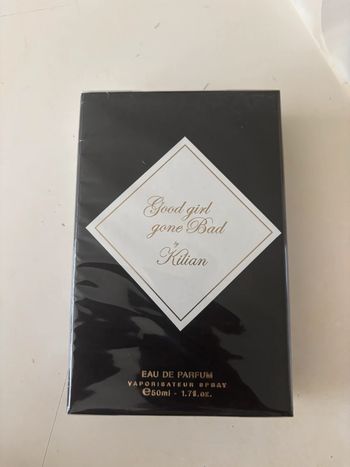 Good girl
gone Bad
by
Kilian
EAU DE PARFUM
VAPORISATEUR SPRAY
℮50ml - 1.7fl.oz.